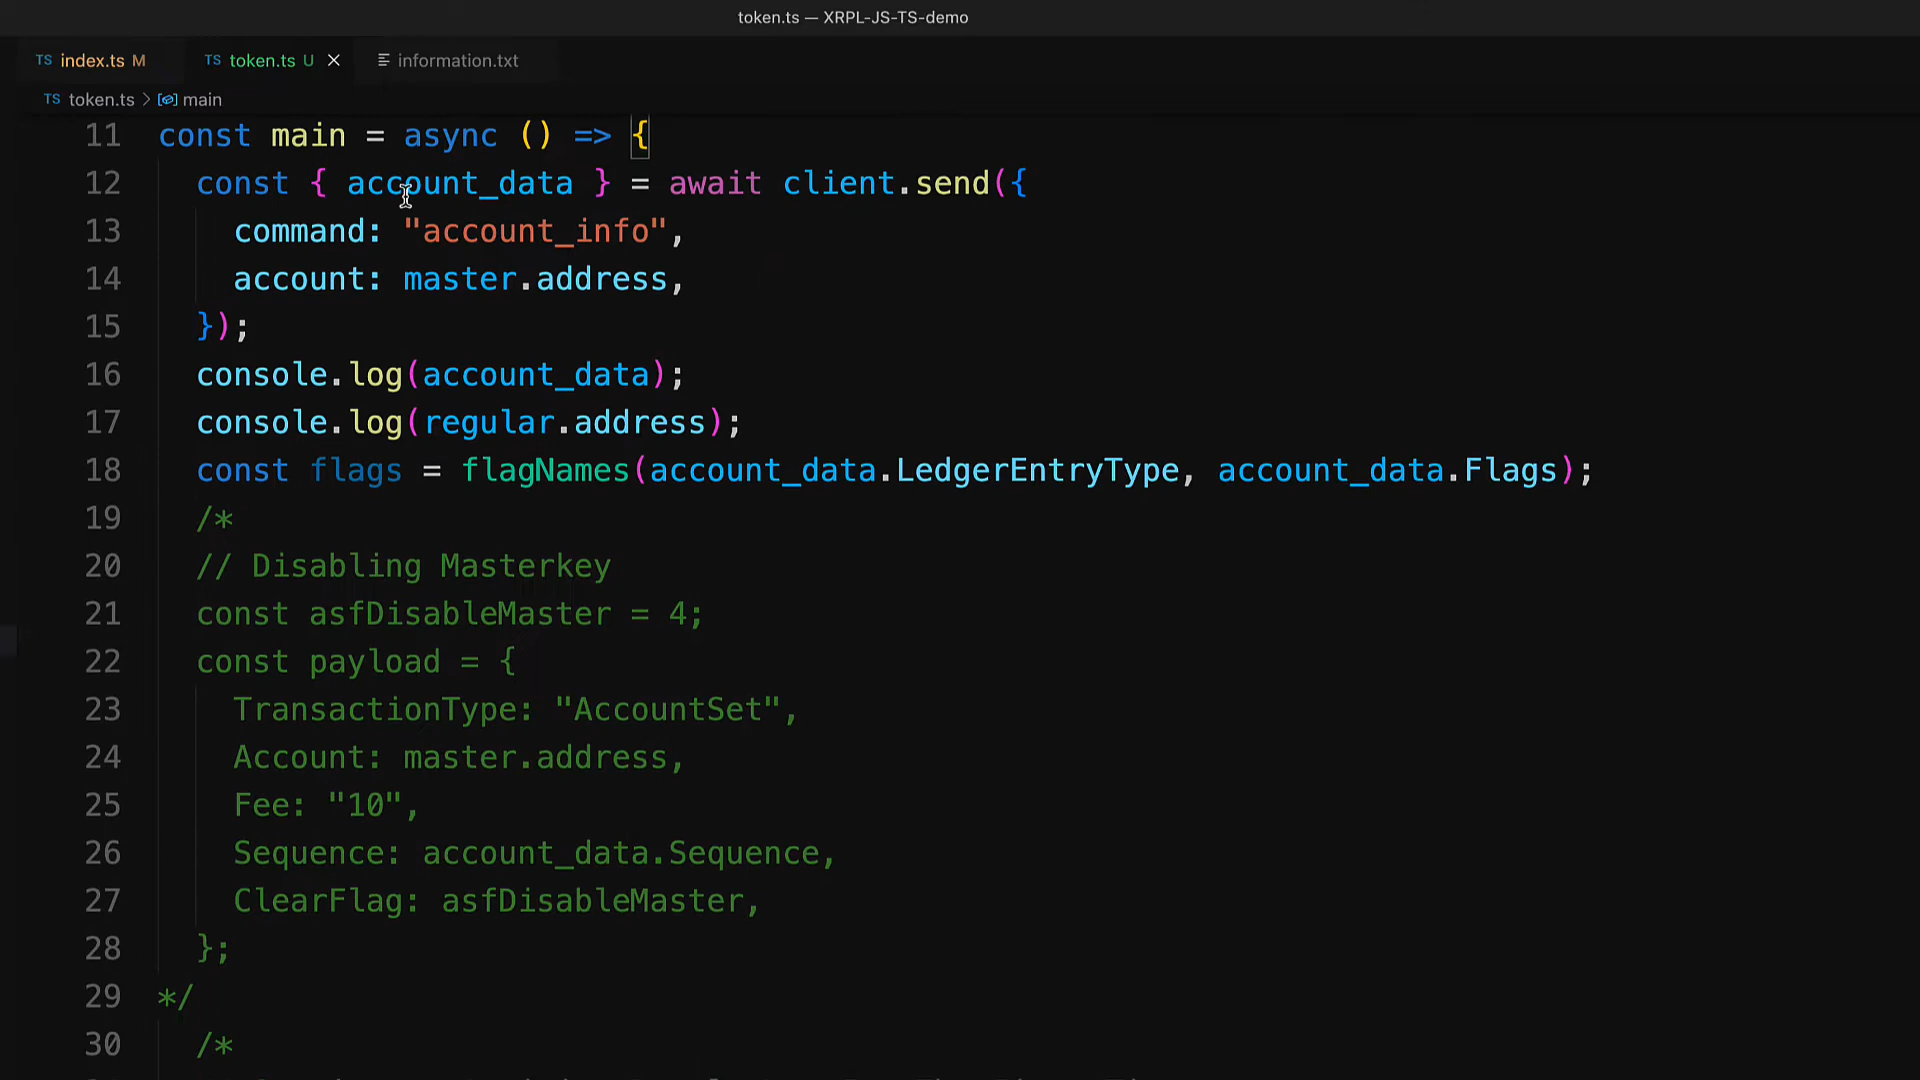 token.ts — XRPL-JS-TS-demo
TS index.ts M TS token.ts U × information.txt
TS token.ts > main
11 const main = async () => {
12 const { account_data } = await client.send({
13 command: "account_info",
14 account: master.address,
15 });
16 console.log(account_data);
17 console.log(regular.address);
18 const flags = flagNames(account_data.LedgerEntryType, account_data.Flags);
19 /*
20 // Disabling Masterkey
21 const asfDisableMaster = 4;
22 const payload = {
23 TransactionType: "AccountSet",
24 Account: master.address,
25 Fee: "10",
26 Sequence: account_data.Sequence,
27 ClearFlag: asfDisableMaster,
28 };
29 */
30 /*